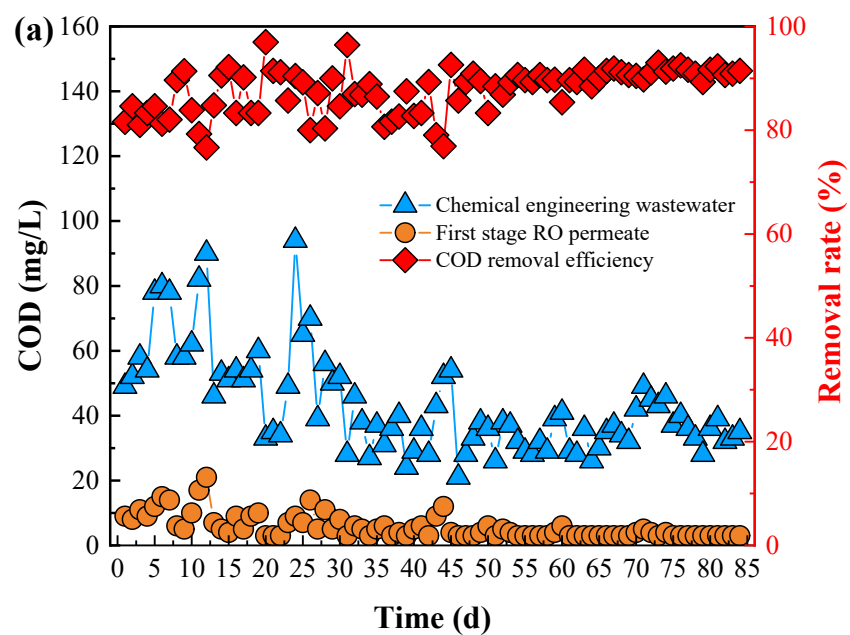 (a)
160
140
120
100
80
60
40
20
0
COD (mg/L)
100
80
60
40
20
0
Removal rate (%)
Chemical engineering wastewater
First stage RO permeate
COD removal efficiency
0 5 10 15 20 25 30 35 40 45 50 55 60 65 70 75 80 85
Time (d)